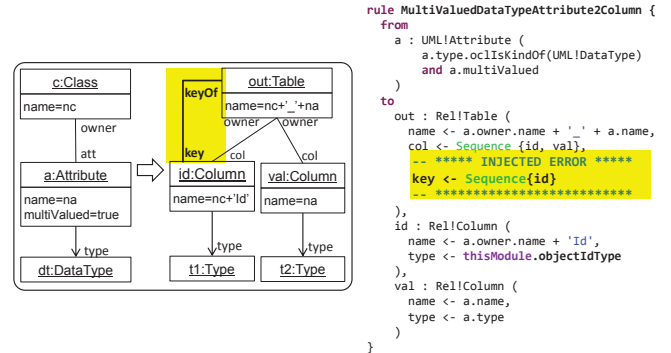 c:Class
name=nc
owner
att
a:Attribute
name=na
multiValued=true
type
dt:DataType
out:Table
name=nc+'_'+na
keyOf
key
owner
owner
col
col
id:Column
name=nc+'Id'
val:Column
name=na
type
type
t1:Type
t2:Type
rule MultiValuedDataTypeAttribute2Column {
from
a : UML!Attribute (
a.type.oclIsKindOf(UML!DataType)
and a.multiValued
)
to
out : Rel!Table (
name <- a.owner.name + '_' + a.name,
col <- Sequence {id, val},
-- ***** INJECTED ERROR *****
key <- Sequence{id}
-- *************************
),
id : Rel!Column (
name <- a.owner.name + 'Id',
type <- thisModule.objectIdType
),
val : Rel!Column (
name <- a.name,
type <- a.type
)
}